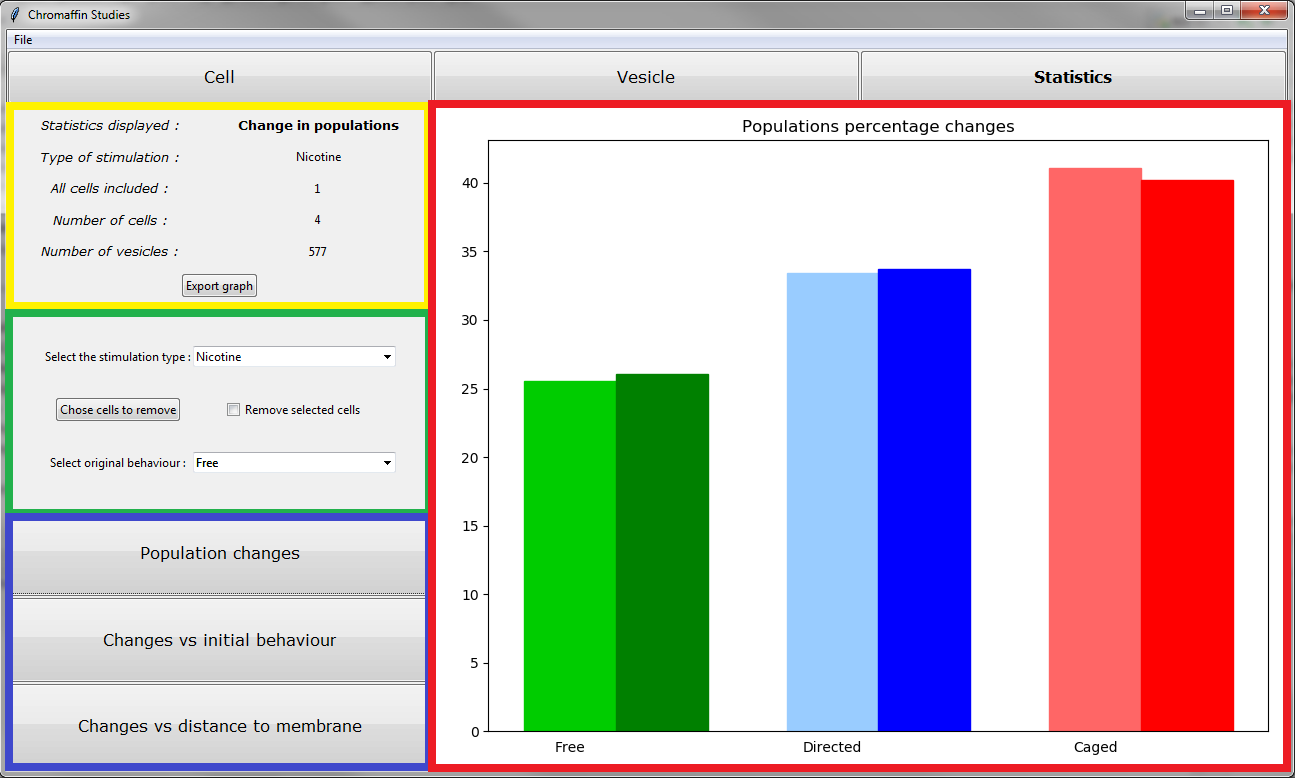 Chromaffin Studies
File
Cell Vesicle Statistics
Statistics displayed : Change in populations
Type of stimulation : Nicotine
All cells included : 1
Number of cells : 4
Number of vesicles : 577
Export graph
Select the stimulation type : Nicotine
Chose cells to remove Remove selected cells
Select original behaviour : Free
Population changes
Changes vs initial behaviour
Changes vs distance to membrane
Populations percentage changes
40
35
30
25
20
15
10
5
0
Free Directed Caged